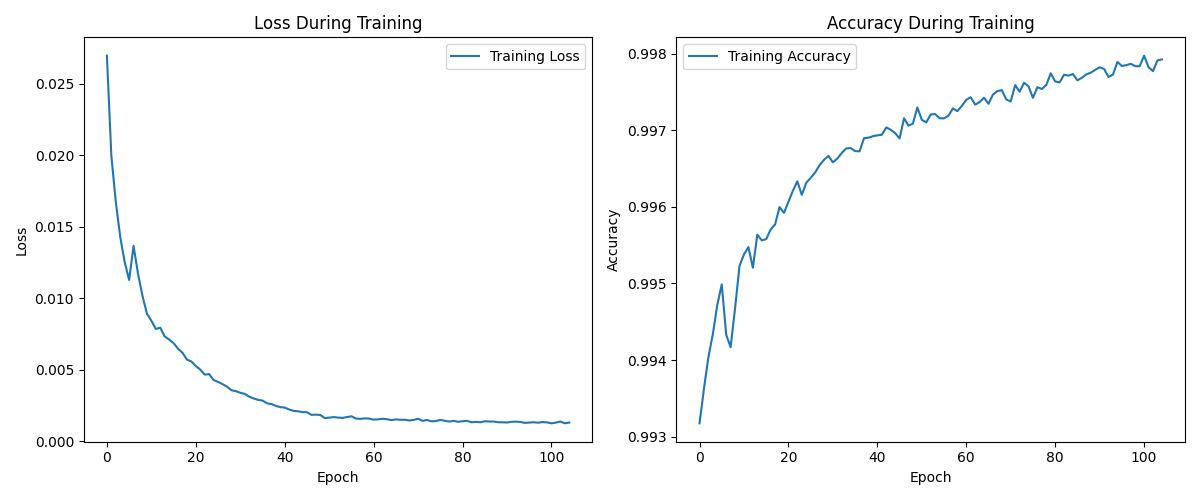 Loss During Training
Training Loss
0.025
0.020
0.015
0.010
0.005
0.000
Loss
0 20 40 60 80 100
Epoch
Accuracy During Training
Training Accuracy
0.998
0.997
0.996
0.995
0.994
0.993
Accuracy
0 20 40 60 80 100
Epoch